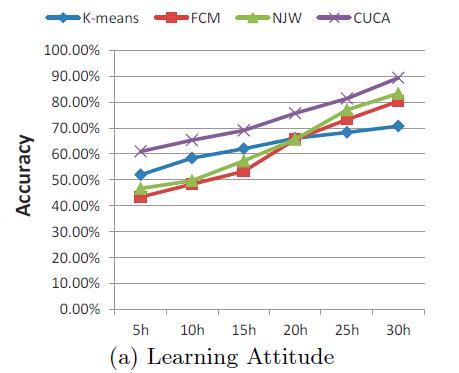 K-means FCM NJW CUCA
100.00%
90.00%
80.00%
70.00%
60.00%
50.00%
40.00%
30.00%
20.00%
10.00%
0.00%
Accuracy
5h 10h 15h 20h 25h 30h
(a) Learning Attitude